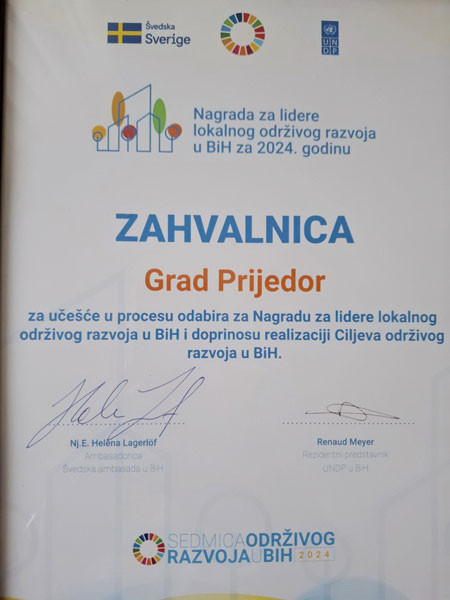 Švedska
Sverige
U N
D P
Nagrada za lidere
lokalnog održivog razvoja
u BiH za 2024. godinu
ZAHVALNICA
Grad Prijedor
za učešće u procesu odabira za Nagradu za lidere lokalnog
održivog razvoja u BiH i doprinosu realizaciji Ciljeva održivog
razvoja u BiH.
Nj.E. Helena Lagerlöf
Ambasadorica
Švedska ambasada u BiH
Renaud Meyer
Rezidentni predstavnik
UNDP u BiH
SEDMICAODRŽIVOG
RAZVOJAUBIH 2024